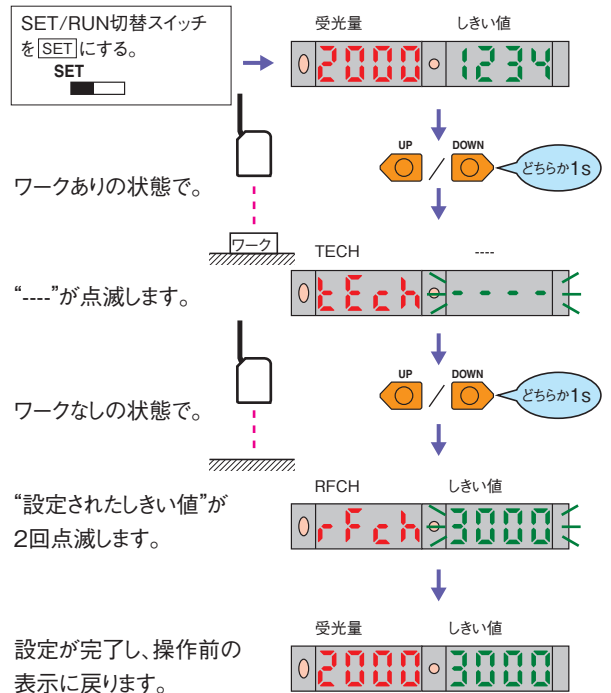 SET/RUN切替スイッチ
を SET にする。
SET
受光量 しきい値
2000 1234
UP DOWN
/ どちらか1s
ワークありの状態で。
ワーク
TECH ----
tEch ----
“----”が点滅します。
UP DOWN
/ どちらか1s
ワークなしの状態で。
RFCH しきい値
rFch 3000
“設定されたしきい値”が
2回点滅します。
受光量 しきい値
2000 3000
設定が完了し、操作前の
表示に戻ります。